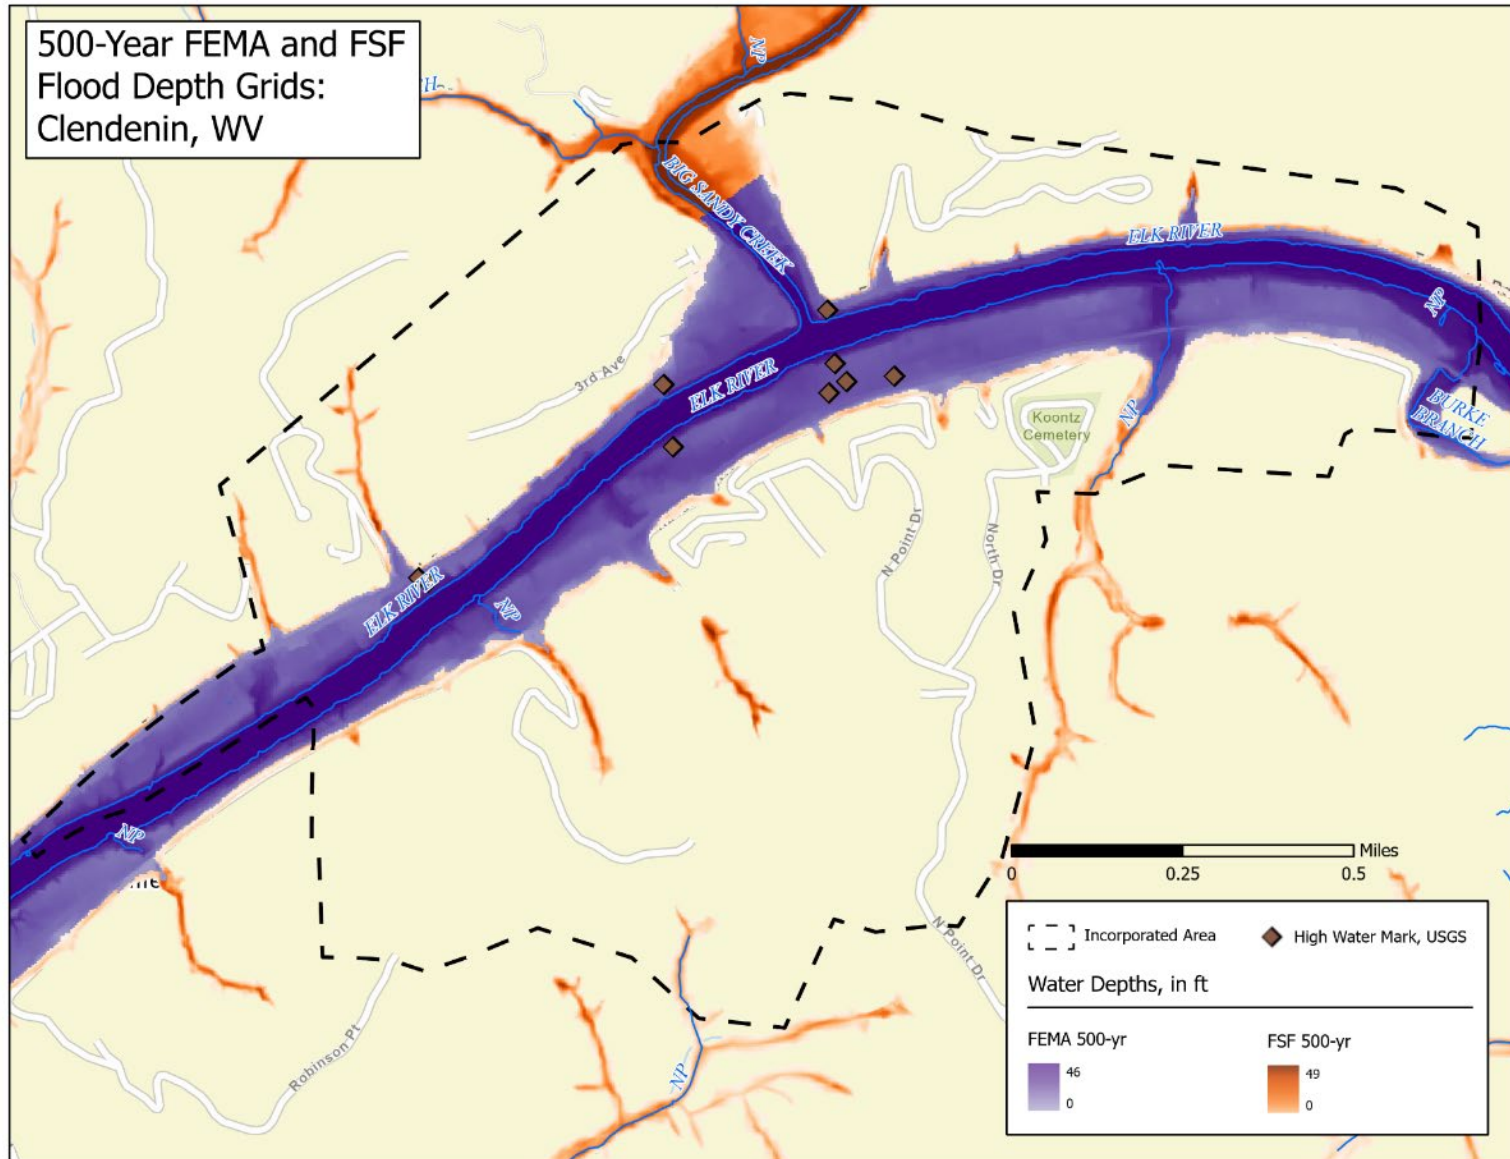 500-Year FEMA and FSF
Flood Depth Grids:
Clendenin, WV
NP
BIG SANDY CREEK
ELK RIVER
NP
3rd Ave
ELK RIVER
BURKE
BRANCH
Koontz
Cemetery
NP
N Point Dr
North Dr
ELK RIVER
NP
NP
Miles
0 0.25 0.5
N Point Dr
Robinson Pt
NP
Incorporated Area
High Water Mark, USGS
Water Depths, in ft
FEMA 500-yr
46
0
FSF 500-yr
49
0